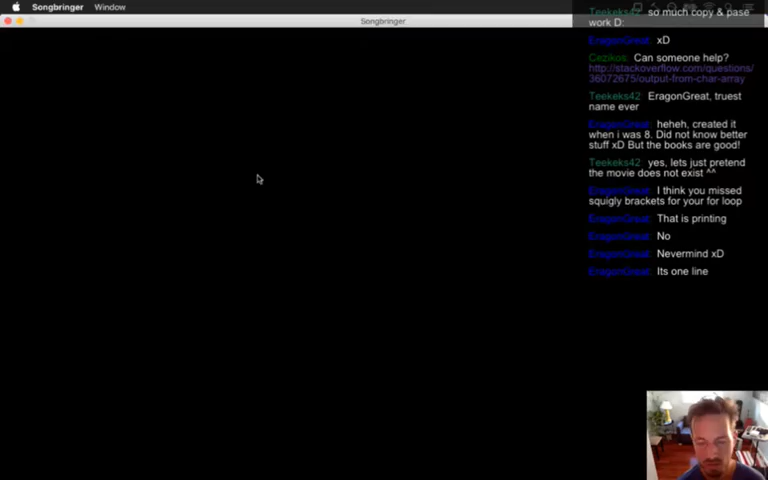 Songbringer Window
Songbringer
Teekeks42 so much copy & pase
work D:
EragonGreat: xD
Cezikos: Can someone help?
http://stackoverflow.com/questions/
36072675/output-from-char-array
Teekeks42 EragonGreat, truest
name ever
EragonGreat: heheh, created it
when i was 8. Did not know better
stuff xD But the books are good!
Teekeks42 yes, lets just pretend
the movie does not exist ^^
EragonGreat: I think you missed
squigly brackets for your for loop
EragonGreat: That is printing
EragonGreat: No
EragonGreat: Nevermind xD
EragonGreat: Its one line